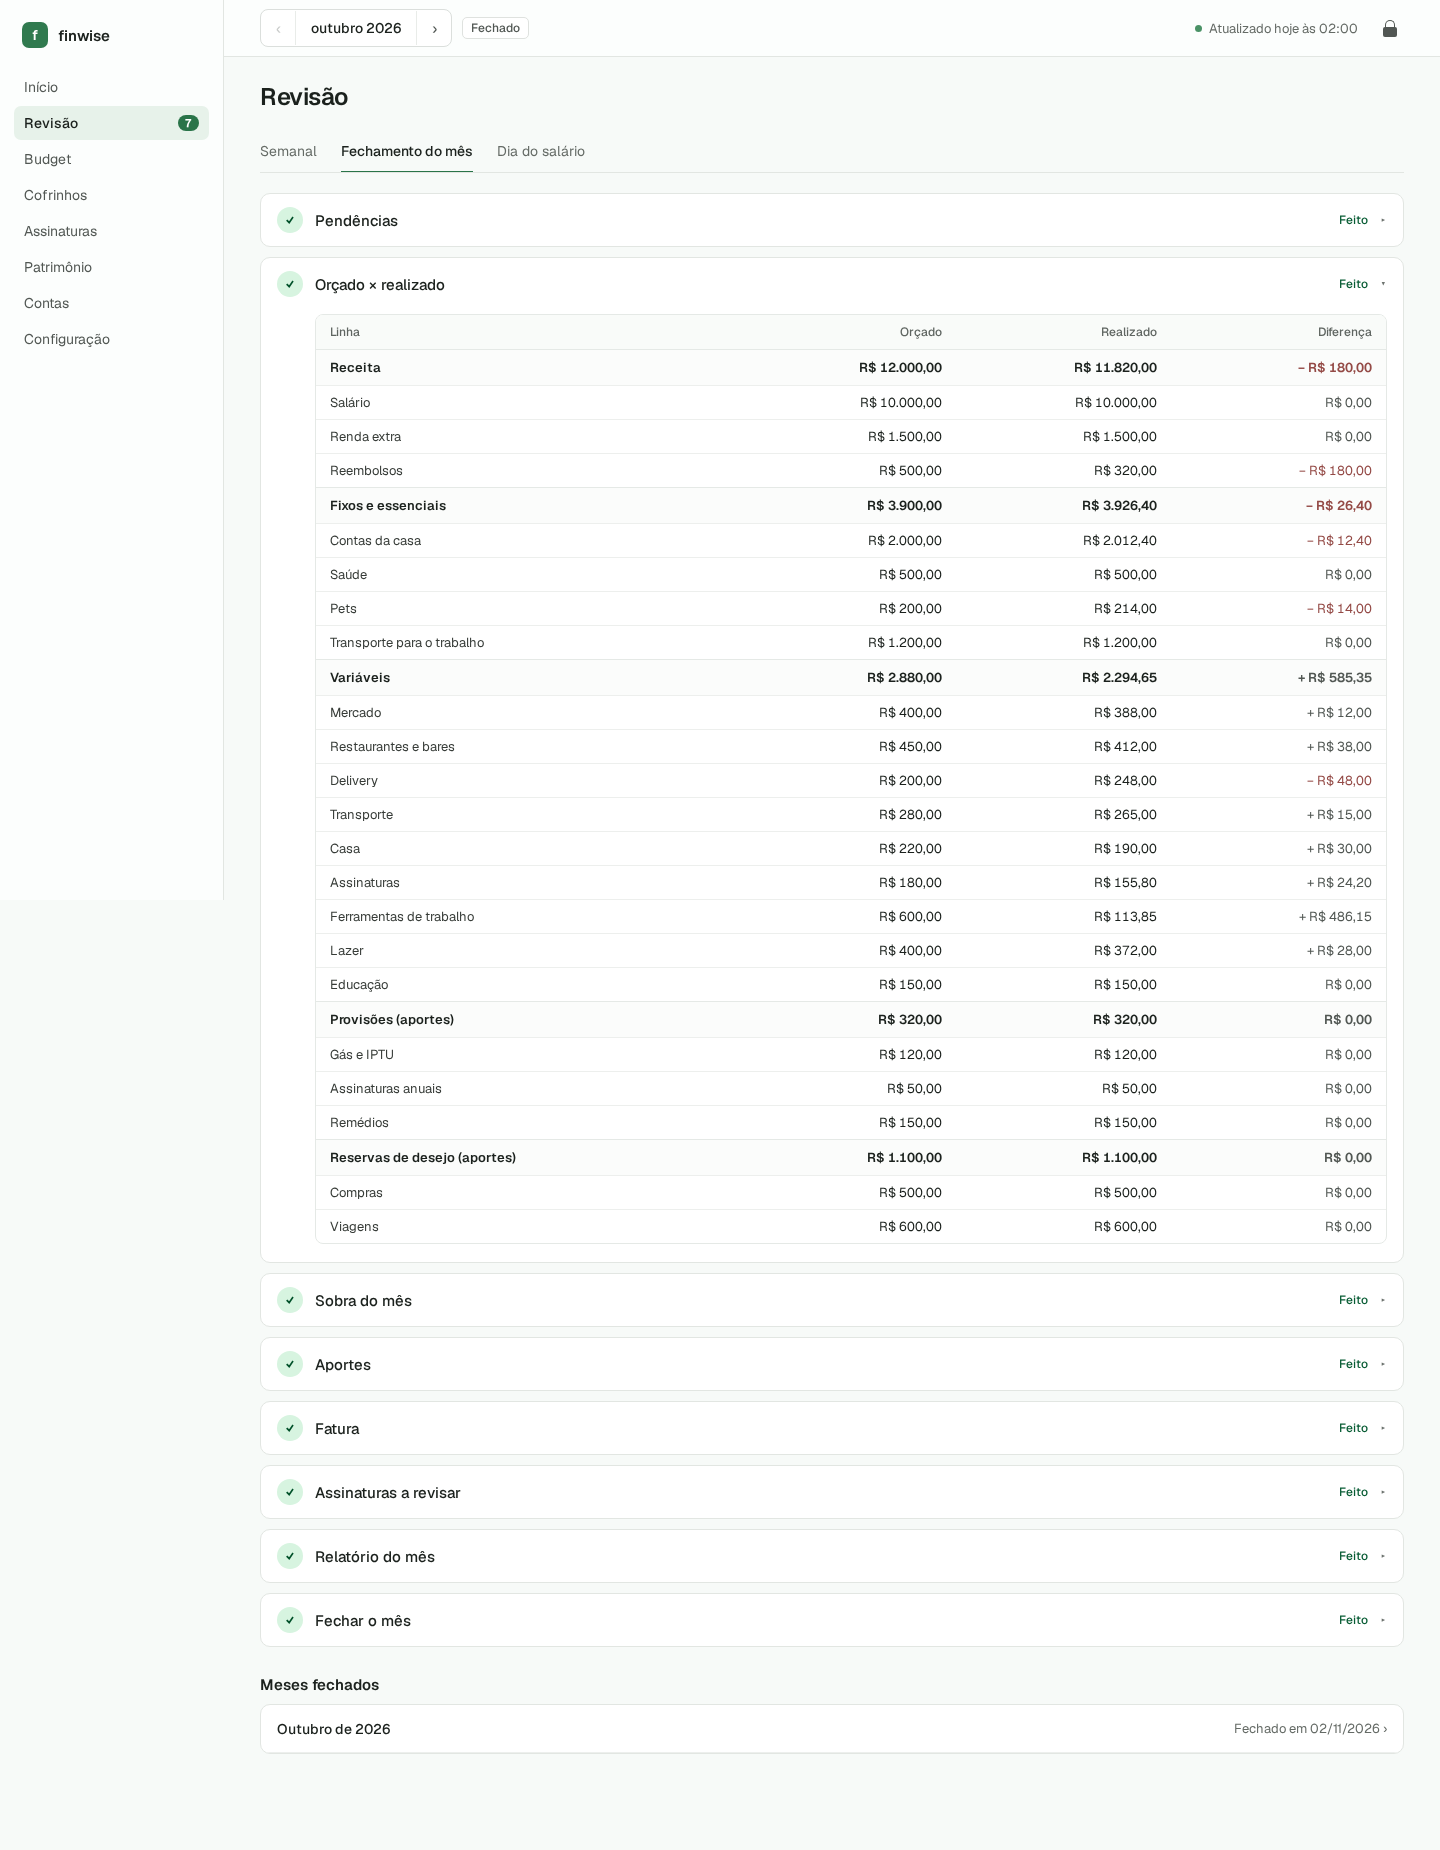 f finwise
Início
Revisão 7
Budget
Cofrinhos
Assinaturas
Patrimônio
Contas
Configuração
‹ outubro 2026 › Fechado
Atualizado hoje às 02:00
Revisão
Semanal Fechamento do mês Dia do salário
Pendências Feito
Orçado × realizado Feito
Linha Orçado Realizado Diferença
Receita R$ 12.000,00 R$ 11.820,00 − R$ 180,00
Salário R$ 10.000,00 R$ 10.000,00 R$ 0,00
Renda extra R$ 1.500,00 R$ 1.500,00 R$ 0,00
Reembolsos R$ 500,00 R$ 320,00 − R$ 180,00
Fixos e essenciais R$ 3.900,00 R$ 3.926,40 − R$ 26,40
Contas da casa R$ 2.000,00 R$ 2.012,40 − R$ 12,40
Saúde R$ 500,00 R$ 500,00 R$ 0,00
Pets R$ 200,00 R$ 214,00 − R$ 14,00
Transporte para o trabalho R$ 1.200,00 R$ 1.200,00 R$ 0,00
Variáveis R$ 2.880,00 R$ 2.294,65 + R$ 585,35
Mercado R$ 400,00 R$ 388,00 + R$ 12,00
Restaurantes e bares R$ 450,00 R$ 412,00 + R$ 38,00
Delivery R$ 200,00 R$ 248,00 − R$ 48,00
Transporte R$ 280,00 R$ 265,00 + R$ 15,00
Casa R$ 220,00 R$ 190,00 + R$ 30,00
Assinaturas R$ 180,00 R$ 155,80 + R$ 24,20
Ferramentas de trabalho R$ 600,00 R$ 113,85 + R$ 486,15
Lazer R$ 400,00 R$ 372,00 + R$ 28,00
Educação R$ 150,00 R$ 150,00 R$ 0,00
Provisões (aportes) R$ 320,00 R$ 320,00 R$ 0,00
Gás e IPTU R$ 120,00 R$ 120,00 R$ 0,00
Assinaturas anuais R$ 50,00 R$ 50,00 R$ 0,00
Remédios R$ 150,00 R$ 150,00 R$ 0,00
Reservas de desejo (aportes) R$ 1.100,00 R$ 1.100,00 R$ 0,00
Compras R$ 500,00 R$ 500,00 R$ 0,00
Viagens R$ 600,00 R$ 600,00 R$ 0,00
Sobra do mês Feito
Aportes Feito
Fatura Feito
Assinaturas a revisar Feito
Relatório do mês Feito
Fechar o mês Feito
Meses fechados
Outubro de 2026 Fechado em 02/11/2026 ›